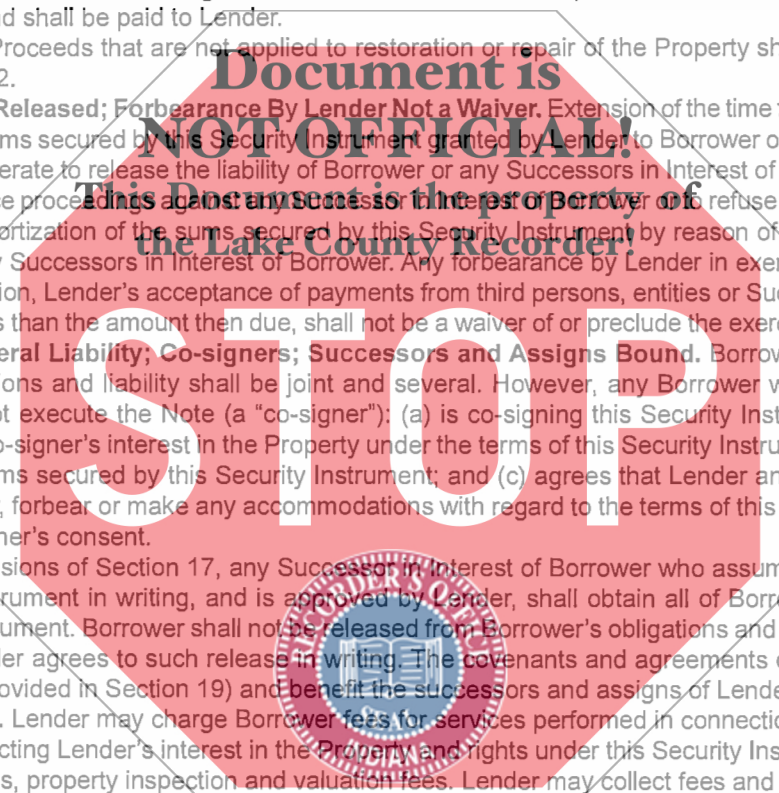 d shall be paid to Lender.
Proceeds that are not applied to restoration or repair of the Property sh
2.
Document is
Released; Forbearance By Lender Not a Waiver. Extension of the time
NOT OFFICIAL!
ms secured by this Security Instrument granted by Lender to Borrower o
erate to release the liability of Borrower or any Successors in Interest of
This Document is the property of
e proceedings against any Successor in Interest of Borrower or to refuse
ortization of the sums secured by this Security Instrument by reason of
the Lake County Recorder!
Successors in Interest of Borrower. Any forbearance by Lender in exer
ion, Lender's acceptance of payments from third persons, entities or Suc
s than the amount then due, shall not be a waiver of or preclude the exerc
eral Liability; Co-signers; Successors and Assigns Bound. Borrow
ons and liability shall be joint and several. However, any Borrower w
ot execute the Note (a “co-signer”): (a) is co-signing this Security Inst
o-signer's interest in the Property under the terms of this Security Instru
STOP
ms secured by this Security Instrument; and (c) agrees that Lender an
, forbear or make any accommodations with regard to the terms of this
ner's consent.
sions of Section 17, any Successor in Interest of Borrower who assum
rument in writing, and is approved by Lender, shall obtain all of Borro
ument. Borrower shall not be released from Borrower's obligations and
er agrees to such release in writing. The covenants and agreements
ovided in Section 19) and benefit the successors and assigns of Lende
. Lender may charge Borrower fees for services performed in connectio
cting Lender's interest in the Property and rights under this Security Ins
s, property inspection and valuation fees. Lender may collect fees and
RECORDER'S OFFICE
SEAL
INDIANA